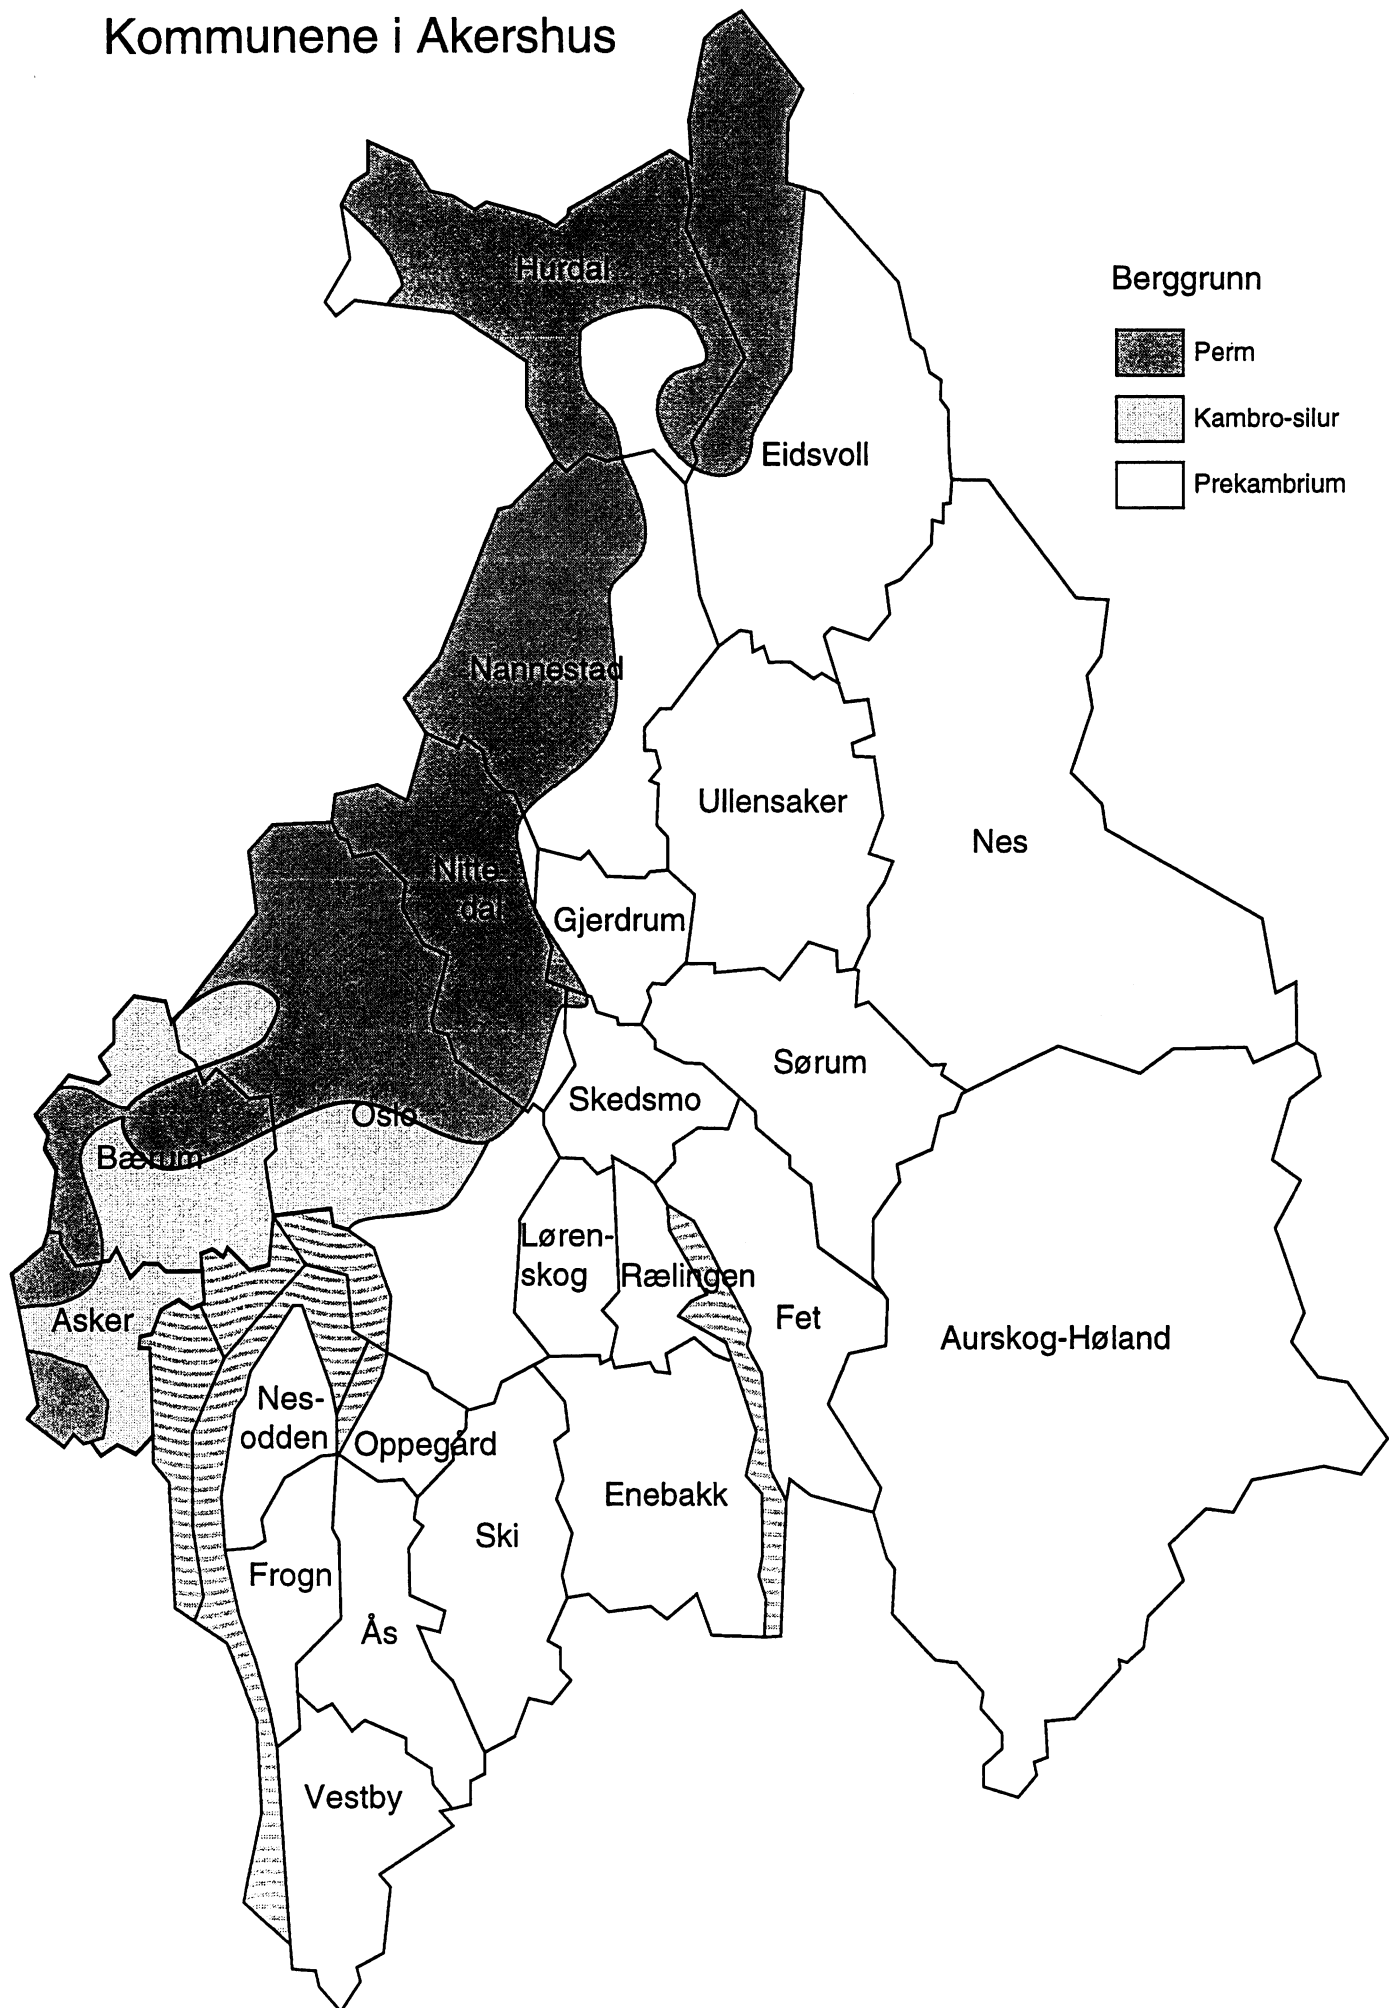 Kommunene i Akershus
Hurdal
Berggrunn
Perm
Kambro-silur
Prekambrium
Eidsvoll
Nannestad
Ullensaker
Nes
Nitte-
dal
Gjerdrum
Sørum
Skedsmo
Oslo
Bærum
Løren-
skog
Rælingen
Fet
Asker
Aurskog-Høland
Nes-
odden
Oppegård
Enebakk
Ski
Frogn
Ås
Vestby